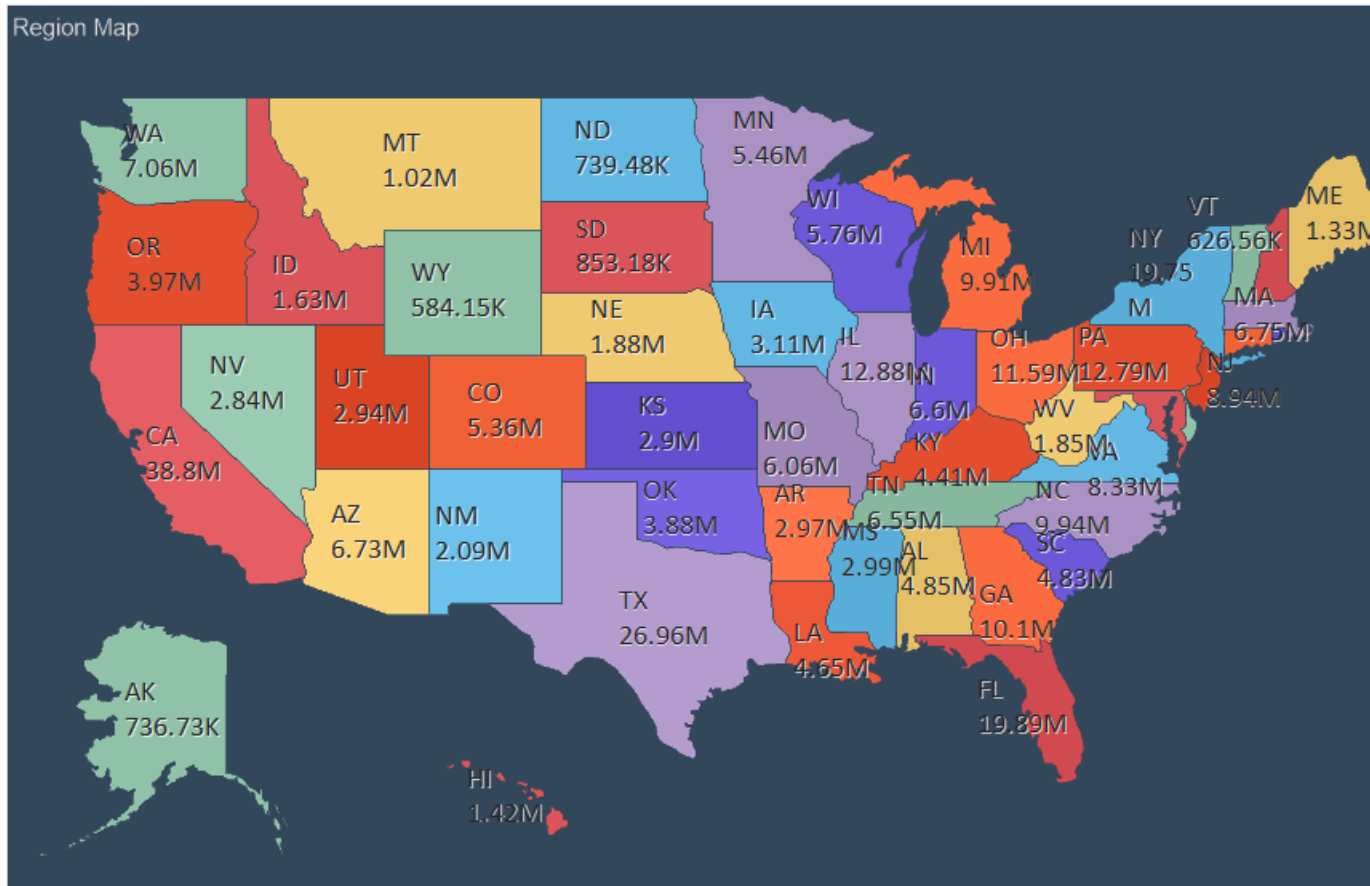 Region Map
WA
7.06M
MT
1.02M
ND
739.48K
MN
5.46M
OR
3.97M
ID
1.63M
WY
584.15K
SD
853.18K
WI
5.76M
MI
9.91M
VT
626.56K
ME
1.33M
NY
19.75
M
MA
6.75M
NE
1.88M
IA
3.11M
IL
12.88M
IN
6.6M
OH
11.59M
PA
12.79M
NJ
8.94M
NV
2.84M
UT
2.94M
CO
5.36M
KS
2.9M
MO
6.06M
KY
4.41M
WV
1.85M
VA
8.33M
CA
38.8M
AZ
6.73M
NM
2.09M
OK
3.88M
AR
2.97M
TN
6.55M
NC
9.94M
SC
4.83M
MS
2.99M
AL
4.85M
GA
10.1M
TX
26.96M
LA
4.65M
FL
19.89M
AK
736.73K
HI
1.42M